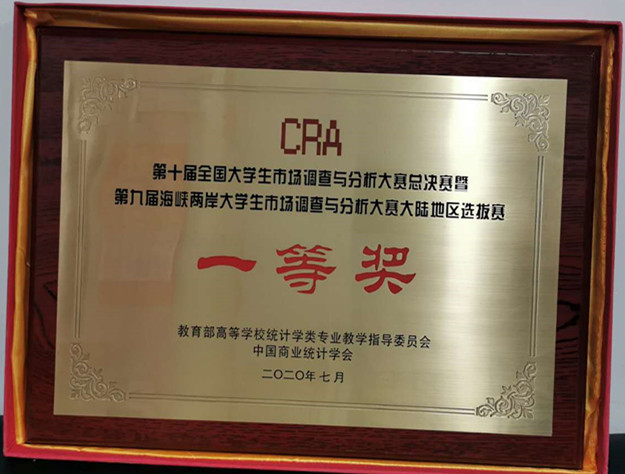 CRA
第十届全国大学生市场调查与分析大赛总决赛暨
第九届海峡两岸大学生市场调查与分析大赛大陆地区选拔赛
一等奖
教育部高等学校统计学类专业教学指导委员会
中国商业统计学会
二〇二〇年七月